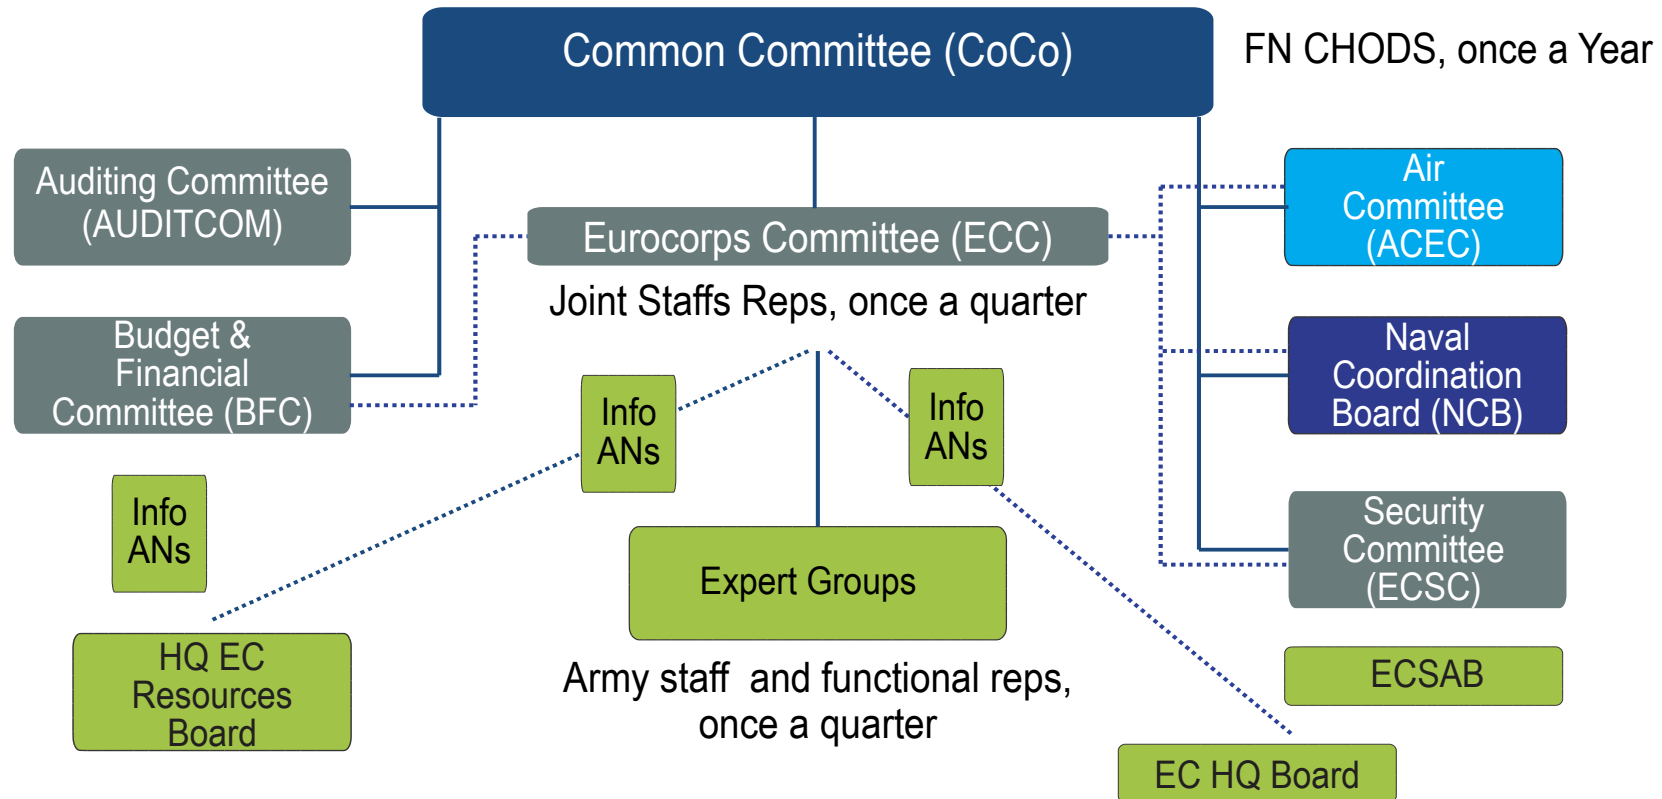 Common Committee (CoCo)
FN CHODS, once a Year
Auditing Committee
(AUDITCOM)
Eurocorps Committee (ECC)
Air
Committee
(ACEC)
Joint Staffs Reps, once a quarter
Budget &
Financial
Committee (BFC)
Naval
Coordination
Board (NCB)
Info
ANs
Info
ANs
Info
ANs
Security
Committee
(ECSC)
Expert Groups
HQ EC
Resources
Board
Army staff and functional reps,
once a quarter
ECSAB
EC HQ Board